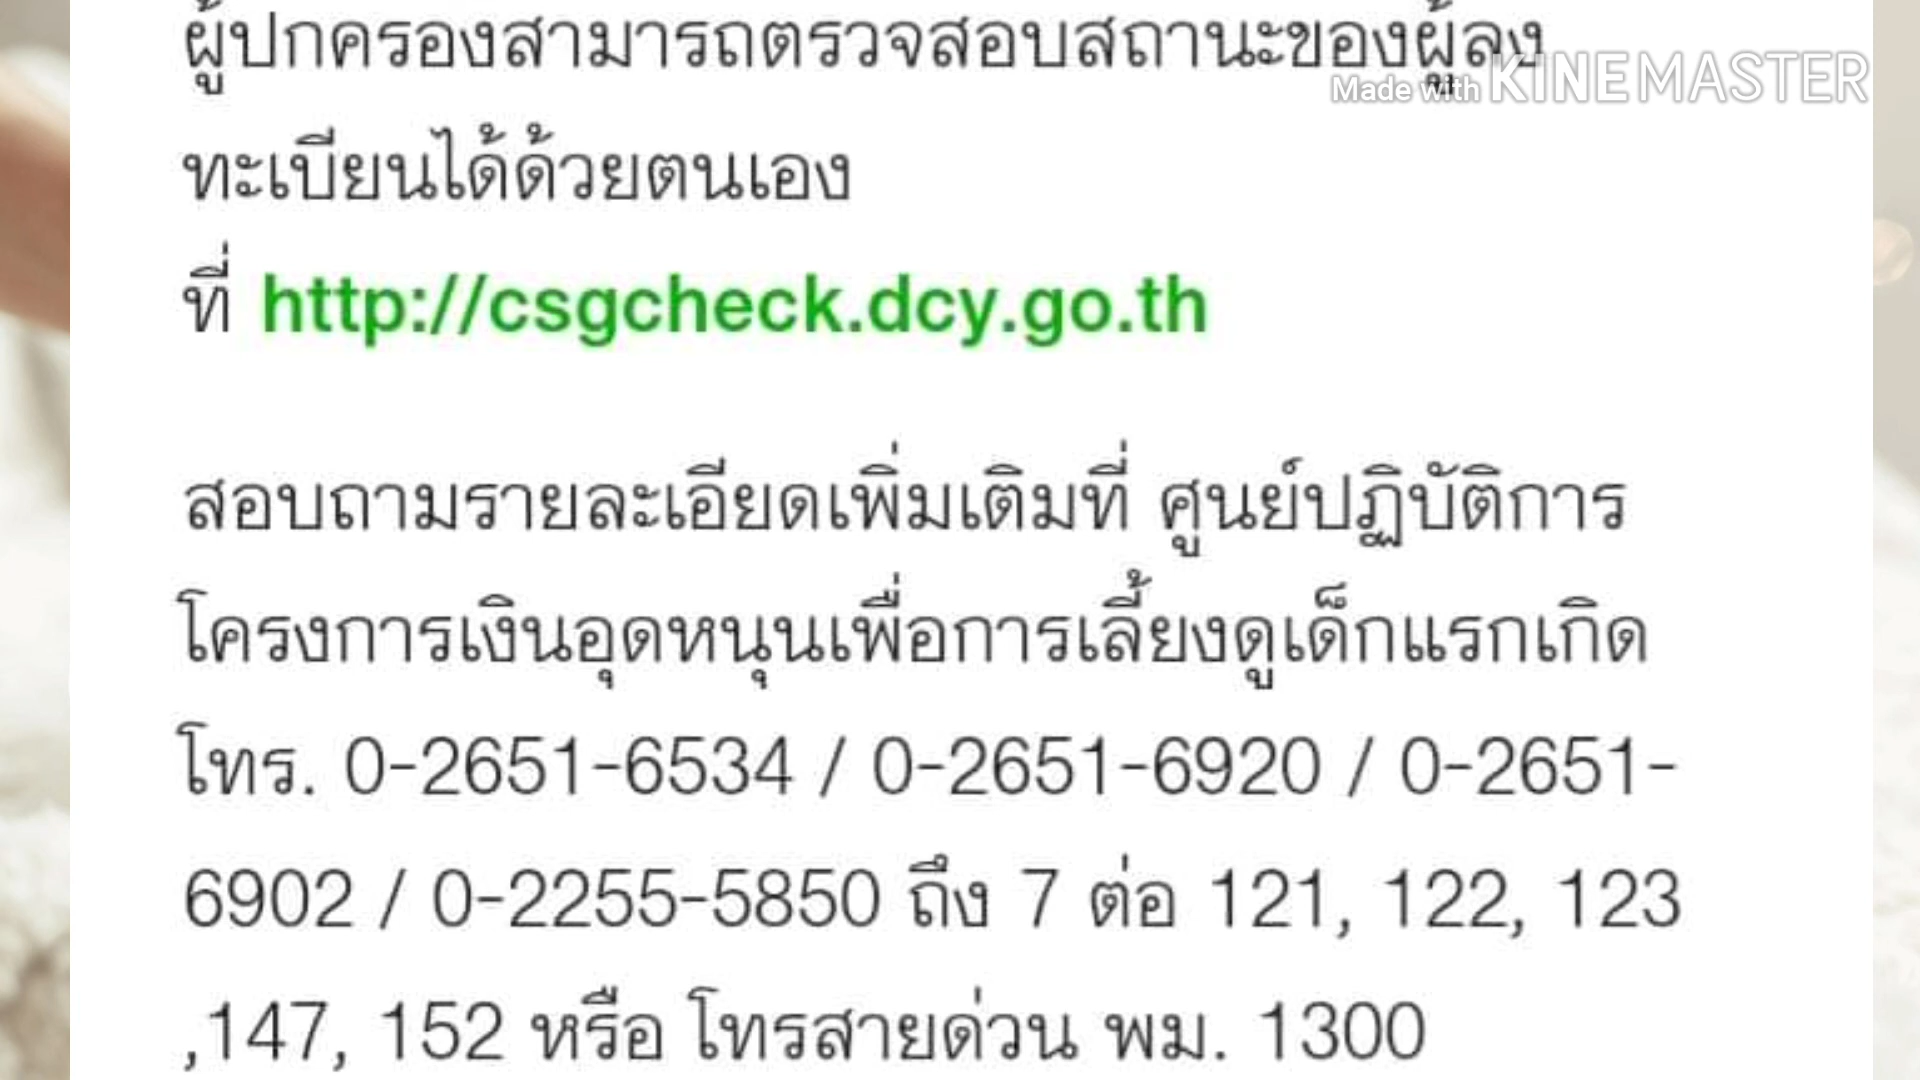 ผู้ปกครองสามารถตรวจสอบสถานะของผู้ลง
Made with KINEMASTER
ทะเบียนได้ด้วยตนเอง
ที่ http://csgcheck.dcy.go.th
สอบถามรายละเอียดเพิ่มเติมที่ ศูนย์ปฏิบัติการ
โครงการเงินอุดหนุนเพื่อการเลี้ยงดูเด็กแรกเกิด
โทร. 0-2651-6534 / 0-2651-6920 / 0-2651-
6902 / 0-2255-5850 ถึง 7 ต่อ 121, 122, 123
,147, 152 หรือ โทรสายด่วน พม. 1300